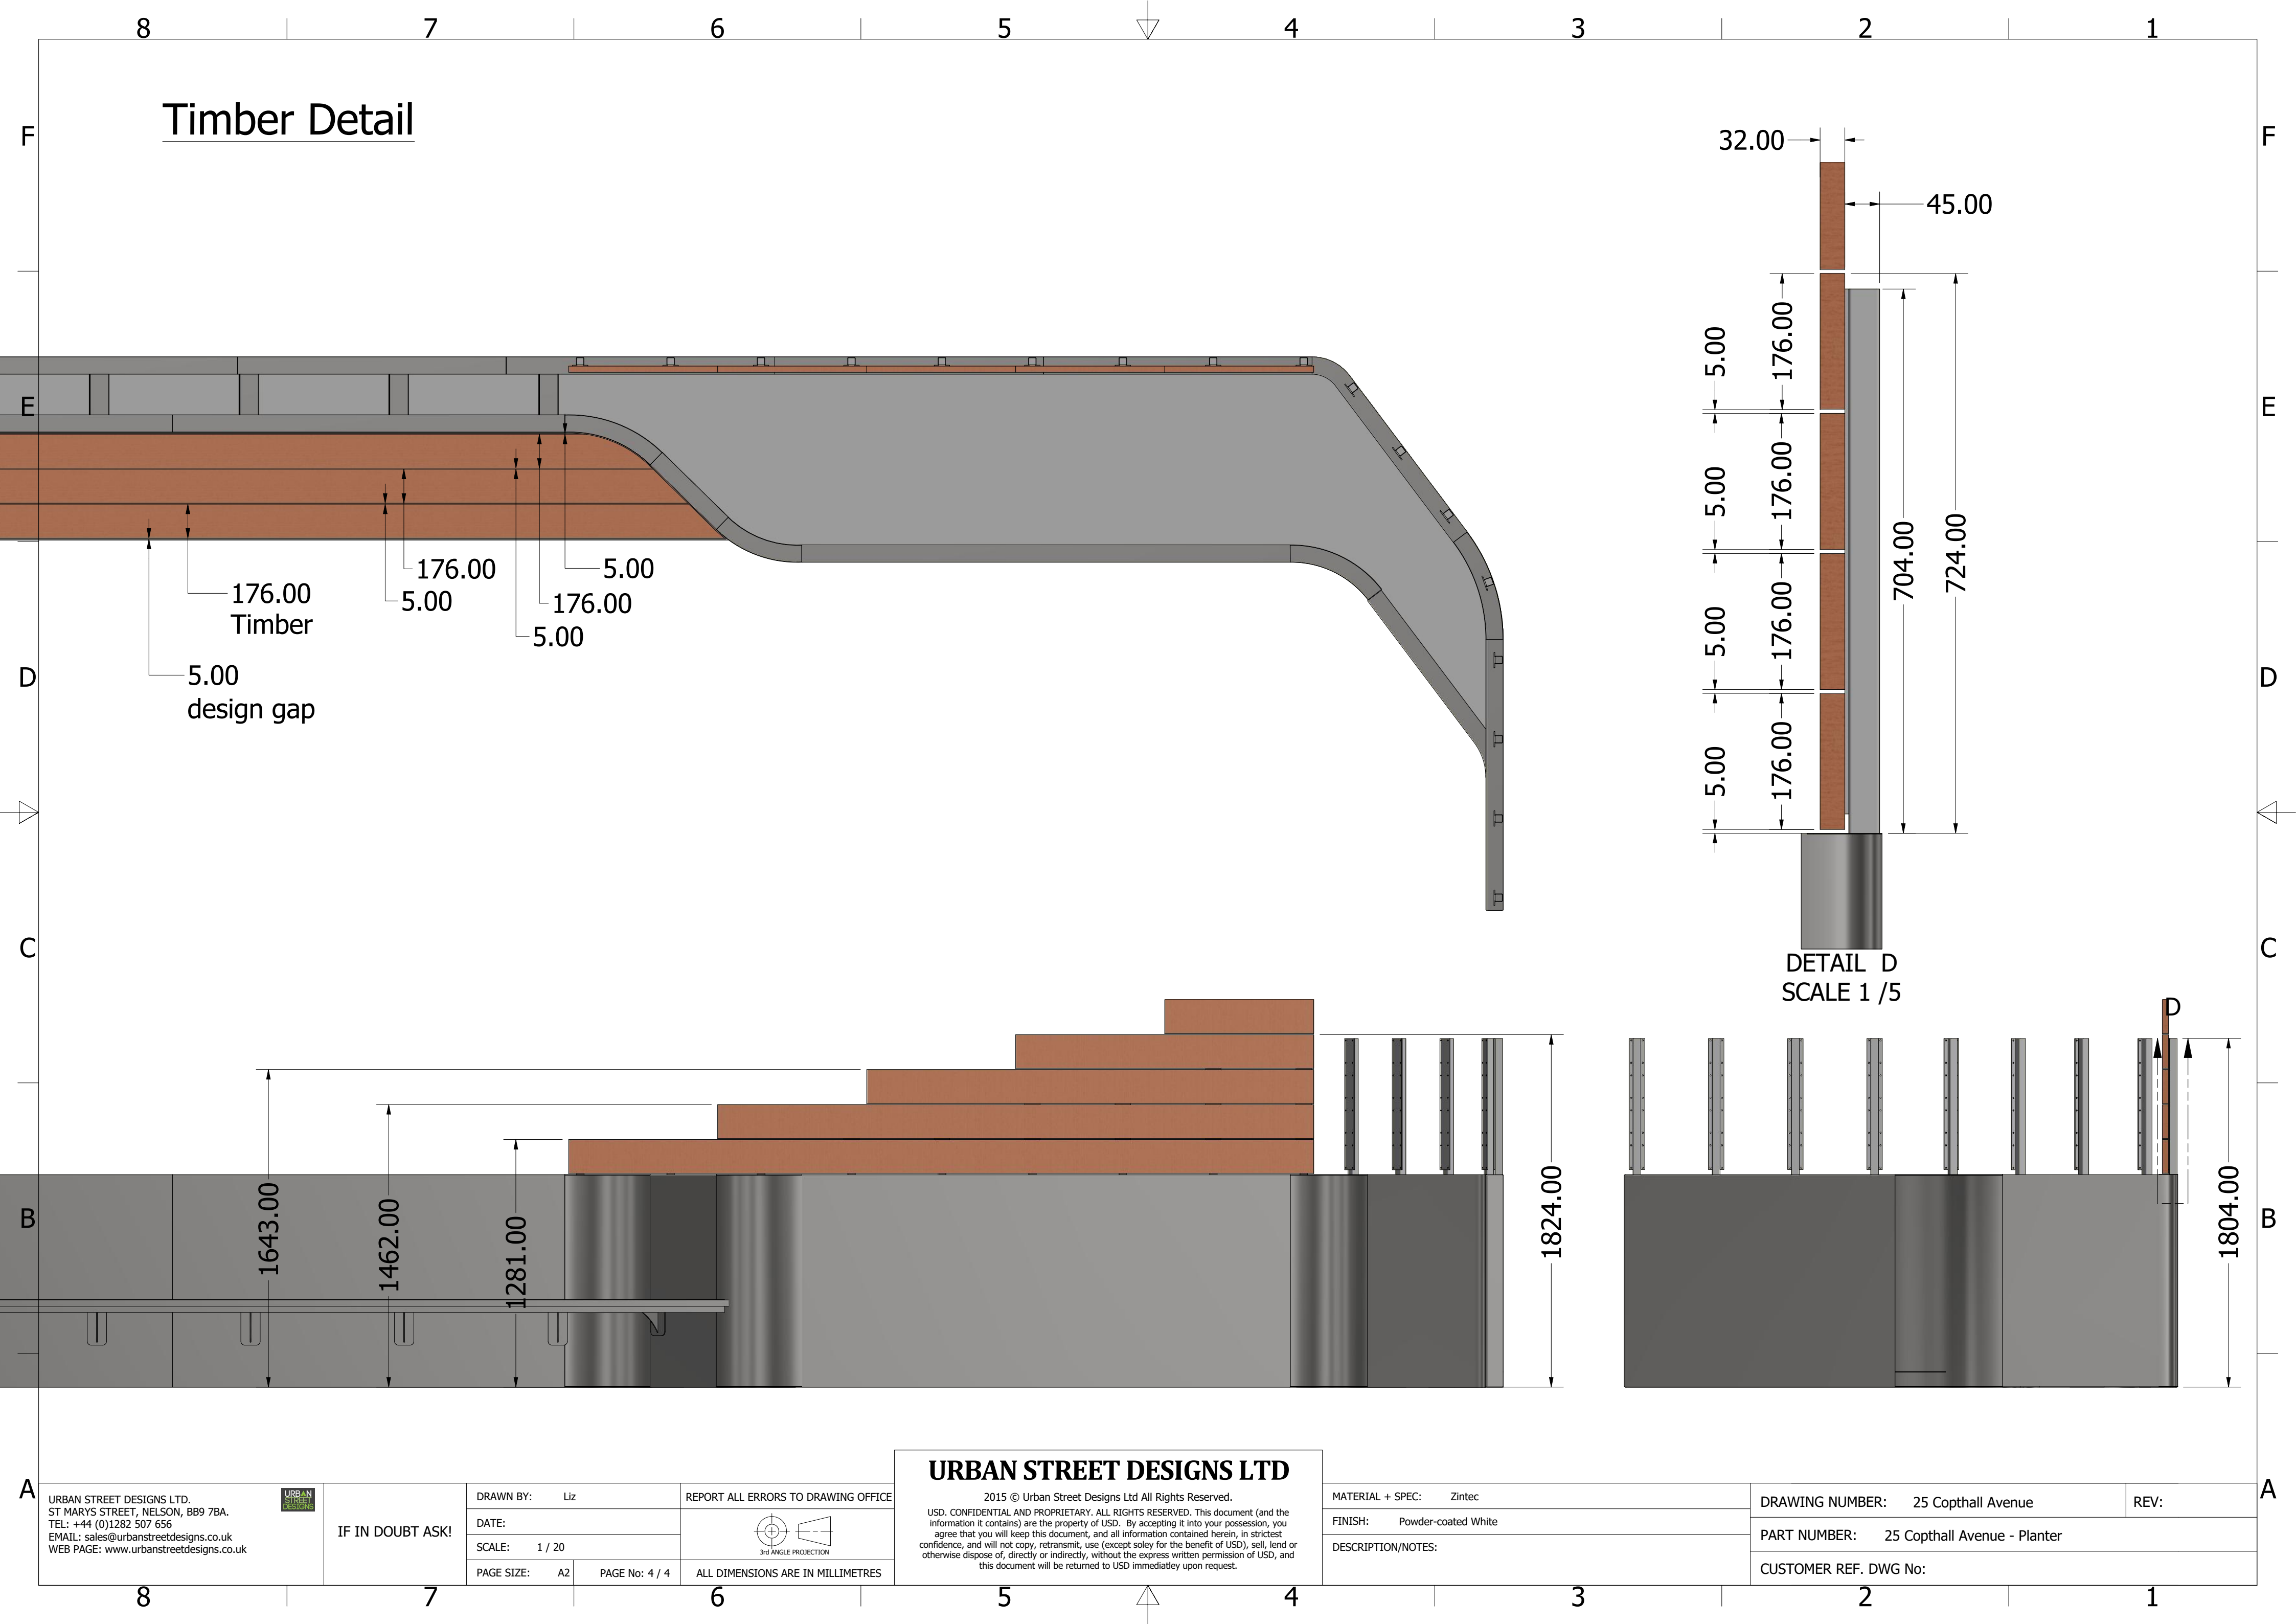 8 7 6 5 4 3 2 1
F
F
Timber Detail
32.00
45.00
5.00
176.00
5.00
176.00
5.00
176.00
5.00
176.00
704.00
724.00
E
E
176.00
Timber
5.00
design gap
176.00
5.00
5.00
176.00
5.00
D
D
C
C
DETAIL D
SCALE 1 /5
D
1643.00
1462.00
1281.00
1824.00
1804.00
B
B
A
A
URBAN STREET DESIGNS LTD.
ST MARYS STREET, NELSON, BB9 7BA.
TEL: +44 (0)1282 507 656
EMAIL: sales@urbanstreetdesigns.co.uk
WEB PAGE: www.urbanstreetdesigns.co.uk
URBAN
STREET
DESIGNS
IF IN DOUBT ASK!
DRAWN BY: Liz
DATE:
SCALE: 1 / 20
PAGE SIZE: A2 PAGE No: 4 / 4
REPORT ALL ERRORS TO DRAWING OFFICE
3rd ANGLE PROJECTION
ALL DIMENSIONS ARE IN MILLIMETRES
URBAN STREET DESIGNS LTD
2015 © Urban Street Designs Ltd All Rights Reserved.
USD. CONFIDENTIAL AND PROPRIETARY. ALL RIGHTS RESERVED. This document (and the
information it contains) are the property of USD. By accepting it into your possession, you
agree that you will keep this document, and all information contained herein, in strictest
confidence, and will not copy, retransmit, use (except soley for the benefit of USD), sell, lend or
otherwise dispose of, directly or indirectly, without the express written permission of USD, and
this document will be returned to USD immediatley upon request.
MATERIAL + SPEC: Zintec
FINISH: Powder-coated White
DESCRIPTION/NOTES:
DRAWING NUMBER: 25 Copthall Avenue
REV:
PART NUMBER: 25 Copthall Avenue - Planter
CUSTOMER REF. DWG No:
8 7 6 5 4 3 2 1